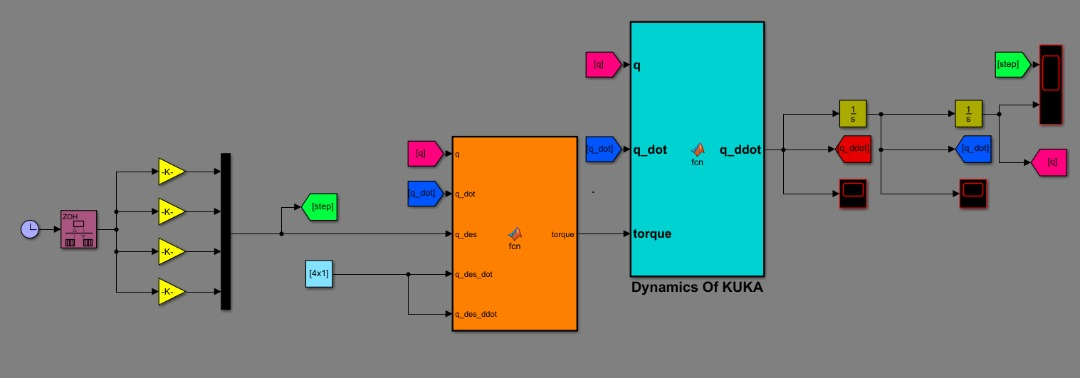 ZOH
-K-
-K-
-K-
-K-
[step]
[4x1]
[q]
[q_dot]
q
q_dot
q_des
q_des_dot
q_des_ddot
fcn
torque
[q]
[q_dot]
q
q_dot
torque
fcn
q_ddot
Dynamics Of KUKA
1
s
[q_ddot]
1
s
[q_dot]
[step]
[q]